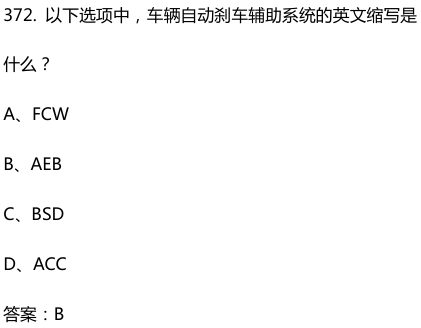 372. 以下选项中，车辆自动刹车辅助系统的英文缩写是
什么？
A、FCW
B、AEB
C、BSD
D、ACC
答案：B